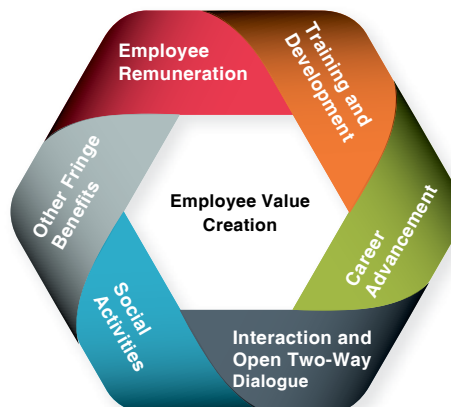 Employee
Remuneration
Training and
Development
Career
Advancement
Interaction and
Open Two-Way
Dialogue
Social
Activities
Other Fringe
Benefits
Employee Value
Creation